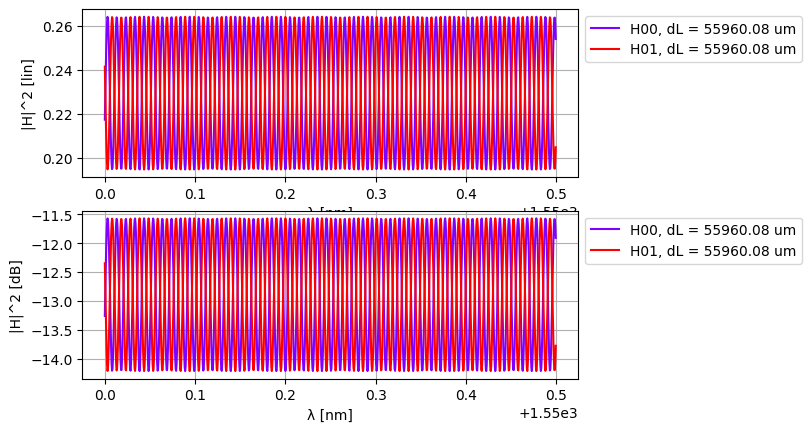 0.26
0.24
0.22
0.20
|H|^2 [lin]
H00, dL = 55960.08 um
H01, dL = 55960.08 um
0.0 0.1 0.2 0.3 0.4 0.5
λ [nm]
+1.55e3
−11.5
−12.0
−12.5
−13.0
−13.5
−14.0
|H|^2 [dB]
H00, dL = 55960.08 um
H01, dL = 55960.08 um
0.0 0.1 0.2 0.3 0.4 0.5
λ [nm]
+1.55e3